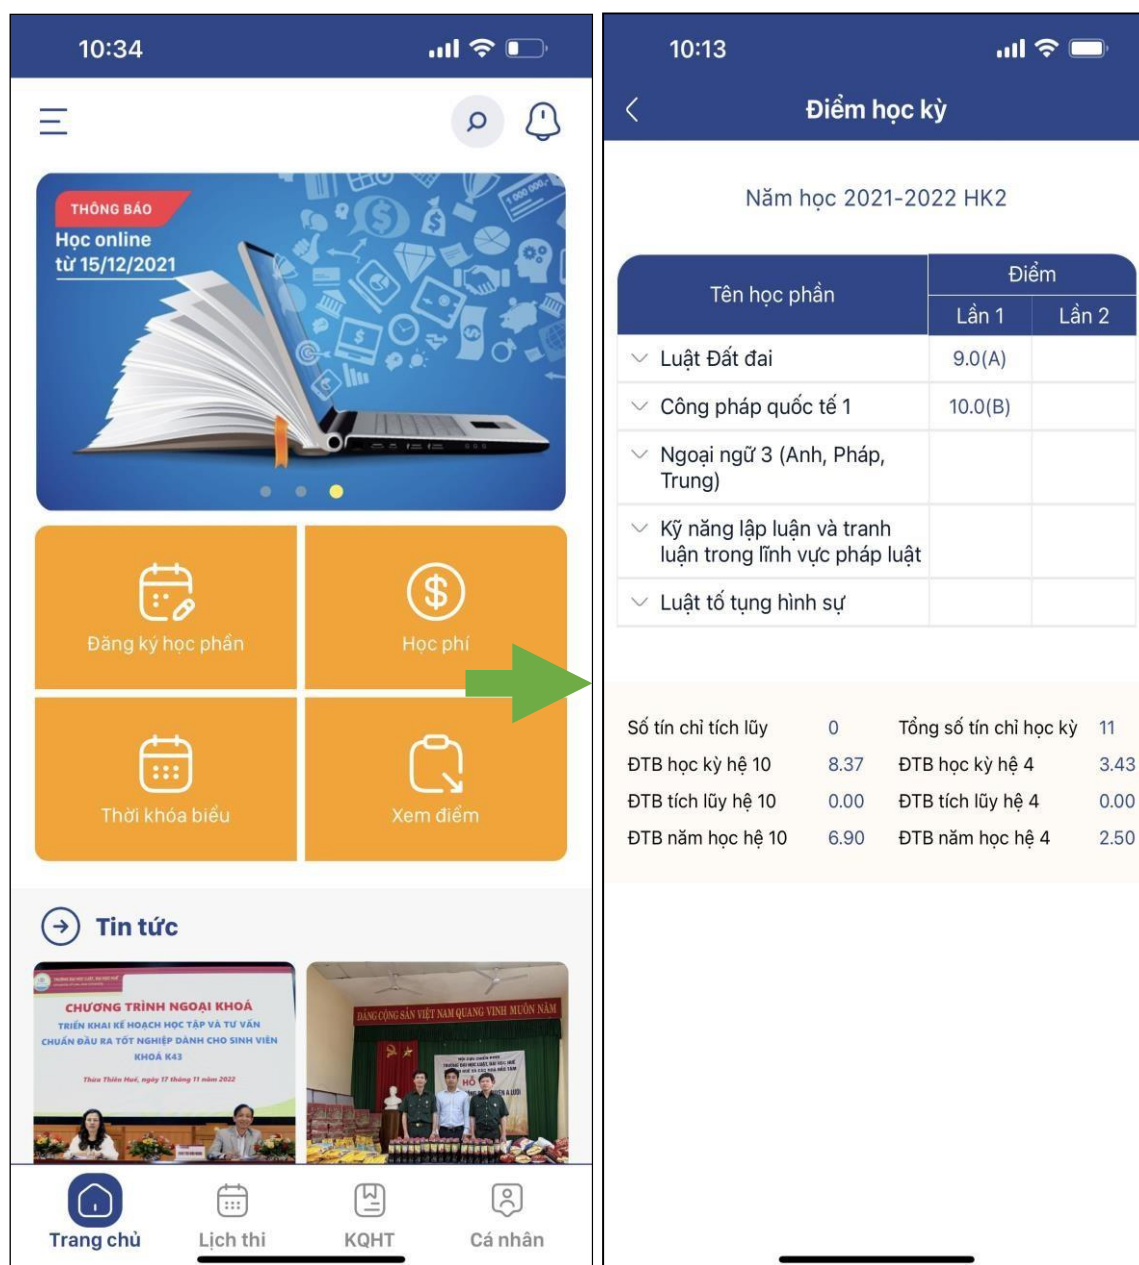 10:34
THÔNG BÁO
Học online
từ 15/12/2021
Đăng ký học phần
Học phí
Thời khóa biểu
Xem điểm
Tin tức
CHƯƠNG TRÌNH NGOẠI KHOÁ
TRIỂN KHAI KẾ HOẠCH HỌC TẬP VÀ TƯ VẤN
CHUẨN ĐẦU RA TỐT NGHIỆP DÀNH CHO SINH VIÊN
KHOÁ K43
Thừa Thiên Huế, ngày 17 tháng 11 năm 2022
ĐẢNG CỘNG SẢN VIỆT NAM QUANG VINH MUÔN NĂM
Trang chủ
Lịch thi
KQHT
Cá nhân
10:13
Điểm học kỳ
Năm học 2021-2022 HK2
Tên học phần
Điểm
Lần 1
Lần 2
Luật Đất đai
9.0(A)
Công pháp quốc tế 1
10.0(B)
Ngoại ngữ 3 (Anh, Pháp,
Trung)
Kỹ năng lập luận và tranh
luận trong lĩnh vực pháp luật
Luật tố tụng hình sự
Số tín chỉ tích lũy 0 Tổng số tín chỉ học kỳ 11
ĐTB học kỳ hệ 10 8.37 ĐTB học kỳ hệ 4 3.43
ĐTB tích lũy hệ 10 0.00 ĐTB tích lũy hệ 4 0.00
ĐTB năm học hệ 10 6.90 ĐTB năm học hệ 4 2.50